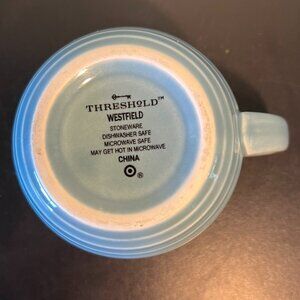 THRESHOLD™
WESTFIELD
STONEWARE
DISHWASHER SAFE
MICROWAVE SAFE
MAY GET HOT IN MICROWAVE
CHINA
®